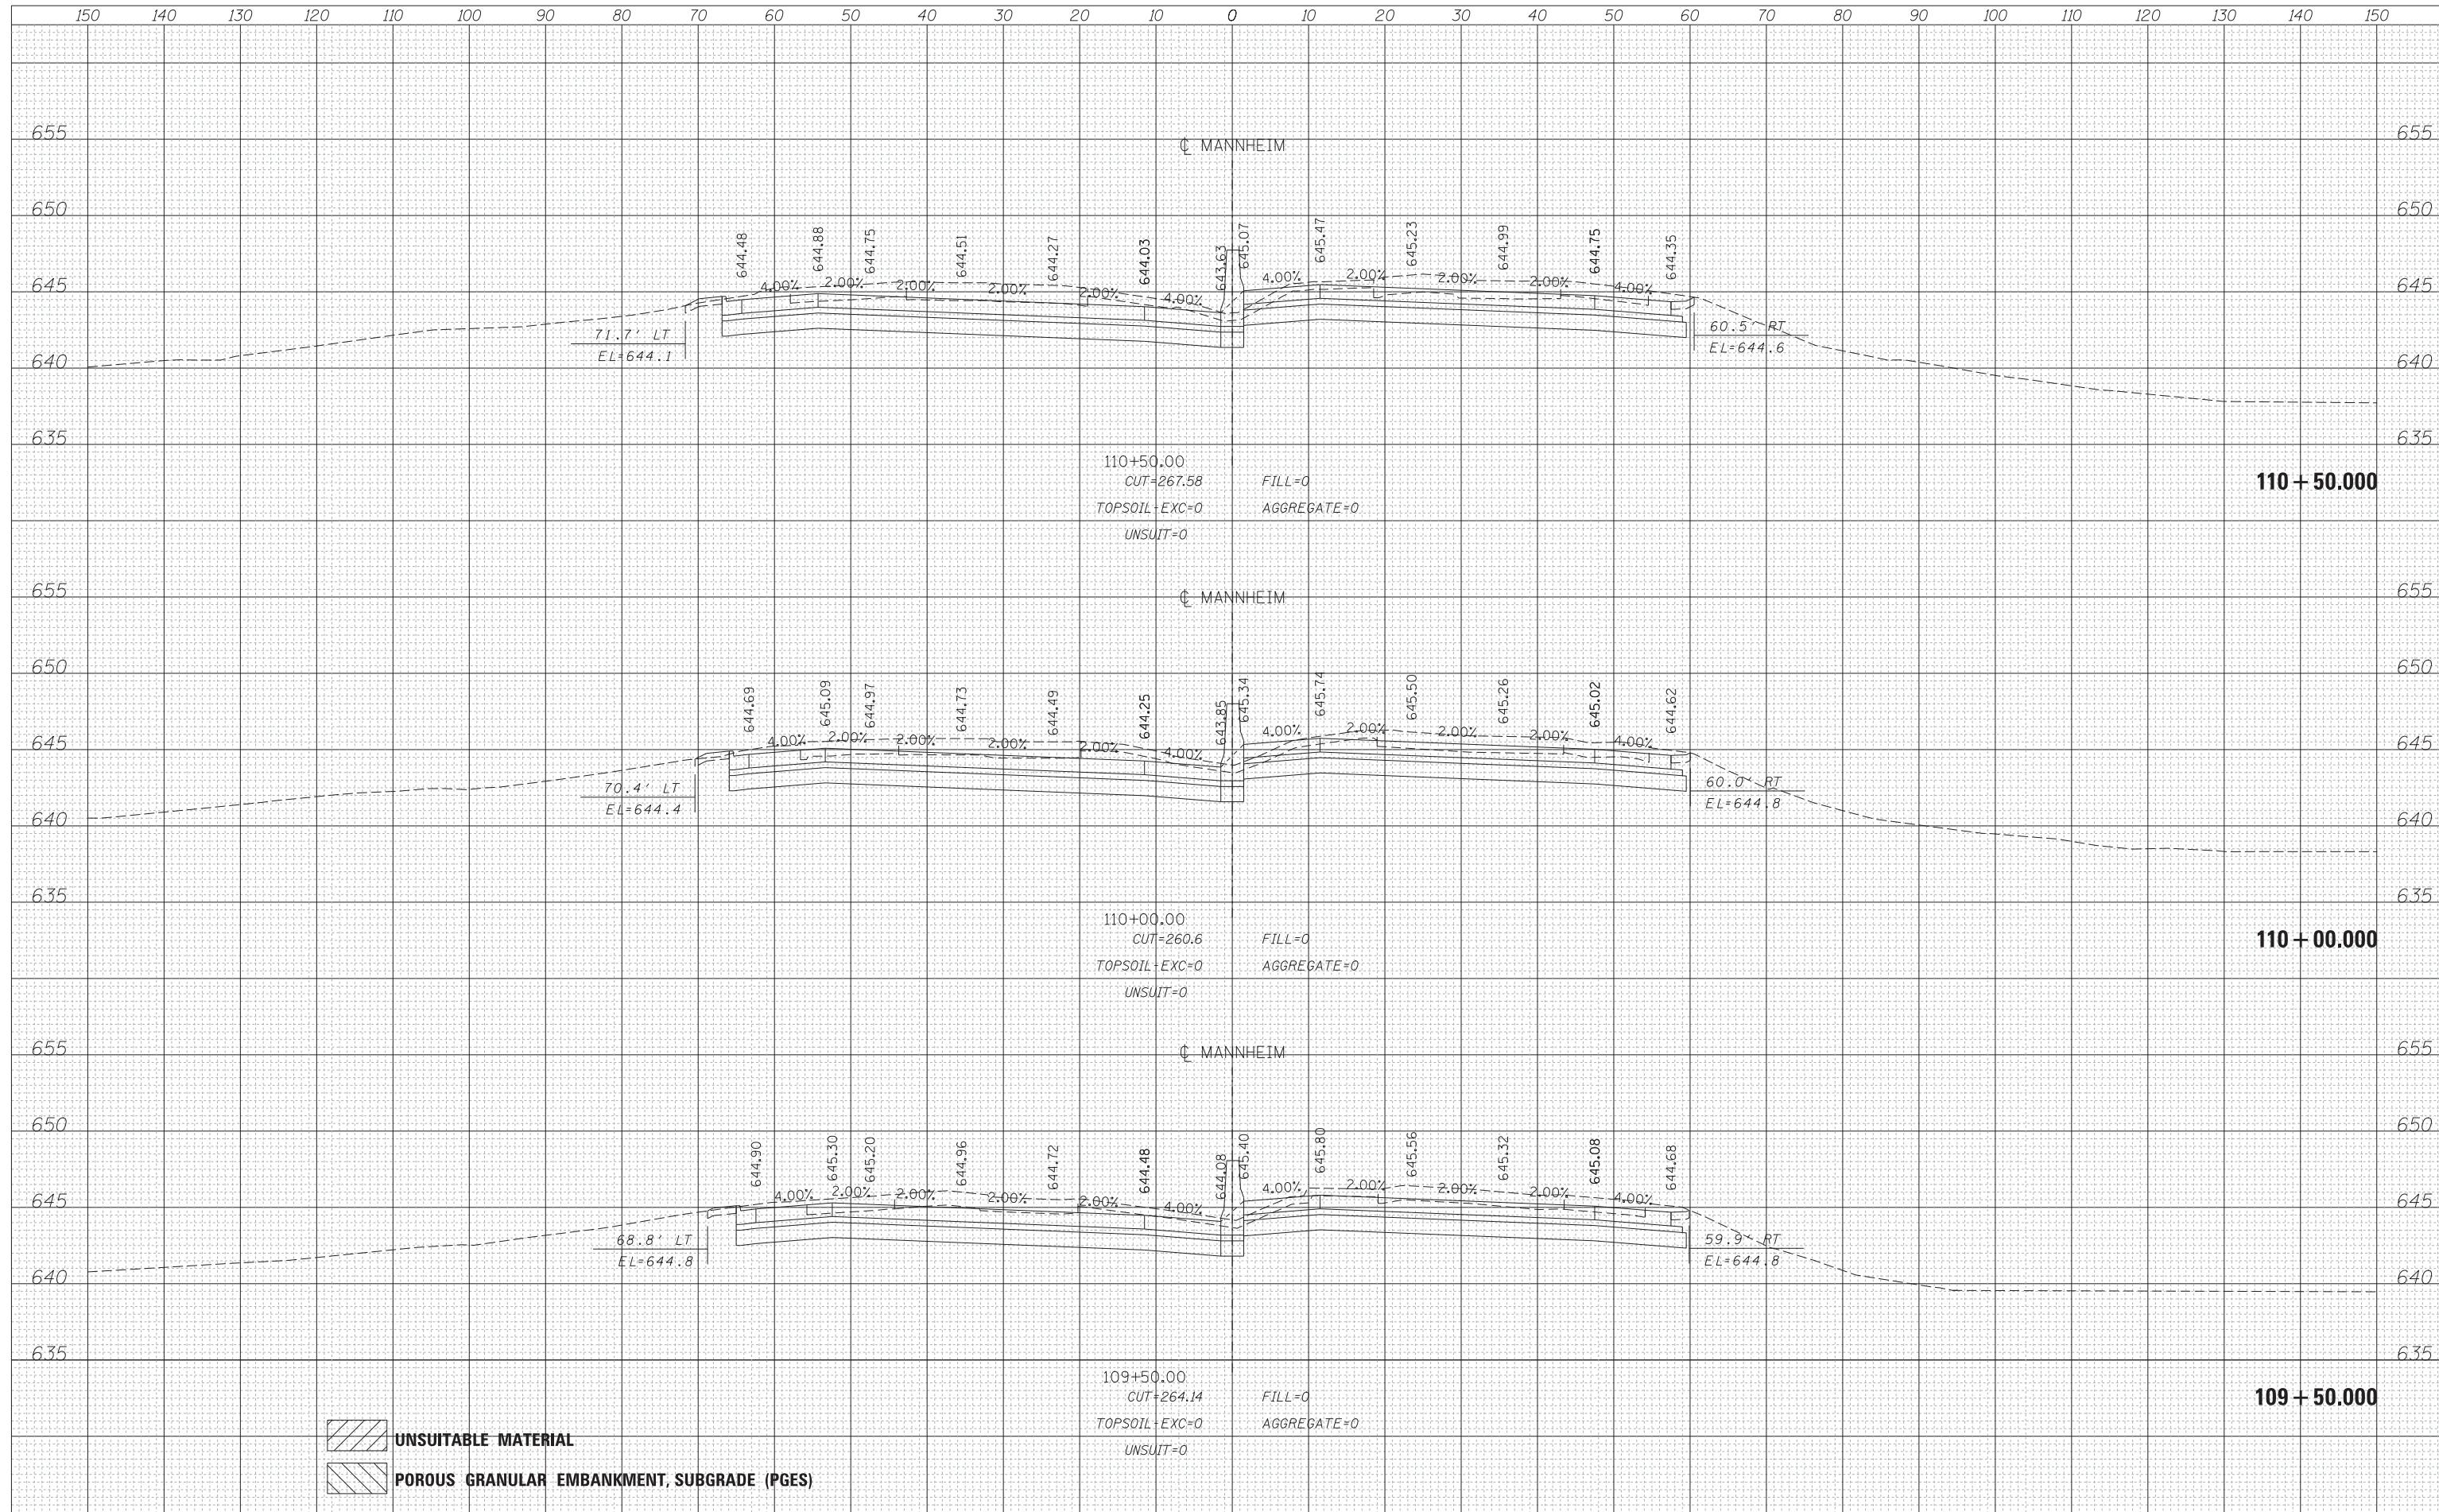 150 140 130 120 110 100 90 80 70 60 50 40 30 20 10 0 10 20 30 40 50 60 70 80 90 100 110 120 130 140 150
655 655
℄ MANNHEIM
650 650
644.48 644.88 644.75 644.51 644.27 644.03 643.63 645.07 645.47 645.23 644.99 644.75 644.35
645 645
4.00% 2.00% 2.00% 2.00% 2.00% 4.00% 4.00% 2.00% 2.00% 2.00% 4.00%
71.7' LT 60.5' RT
EL=644.1 EL=644.6
640 640
635 635
110+50.00
CUT=267.58 FILL=0 110+50.000
TOPSOIL-EXC=0 AGGREGATE=0
UNSUIT=0
655 655
℄ MANNHEIM
650 650
644.69 645.09 644.97 644.73 644.49 644.25 643.85 645.34 645.74 645.50 645.26 645.02 644.62
645 645
4.00% 2.00% 2.00% 2.00% 2.00% 4.00% 4.00% 2.00% 2.00% 2.00% 4.00%
70.4' LT 60.0' RT
EL=644.4 EL=644.8
640 640
635 635
110+00.00
CUT=260.6 FILL=0 110+00.000
TOPSOIL-EXC=0 AGGREGATE=0
UNSUIT=0
655 655
℄ MANNHEIM
650 650
644.90 645.30 645.20 644.96 644.72 644.48 644.08 645.40 645.80 645.56 645.32 645.08 644.68
645 645
4.00% 2.00% 2.00% 2.00% 2.00% 4.00% 4.00% 2.00% 2.00% 2.00% 4.00%
68.8' LT 59.9' RT
EL=644.8 EL=644.8
640 640
635 635
109+50.00
CUT=264.14 FILL=0 109+50.000
TOPSOIL-EXC=0 AGGREGATE=0
UNSUIT=0
UNSUITABLE MATERIAL
POROUS GRANULAR EMBANKMENT, SUBGRADE (PGES)